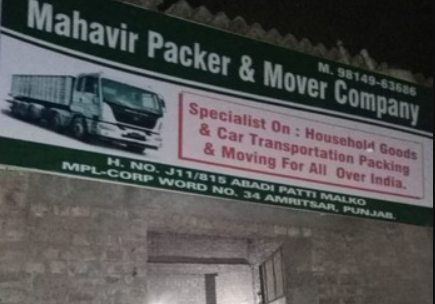 Mahavir Packer & Mover Company
M. 98149-63686
Specialist On : Household Goods
& Car Transportation Packing
& Moving For All Over India.
H. NO. J11/815 ABADI PATTI MALKO
MPL-CORP WORD NO. 34 AMRITSAR, PUNJAB.